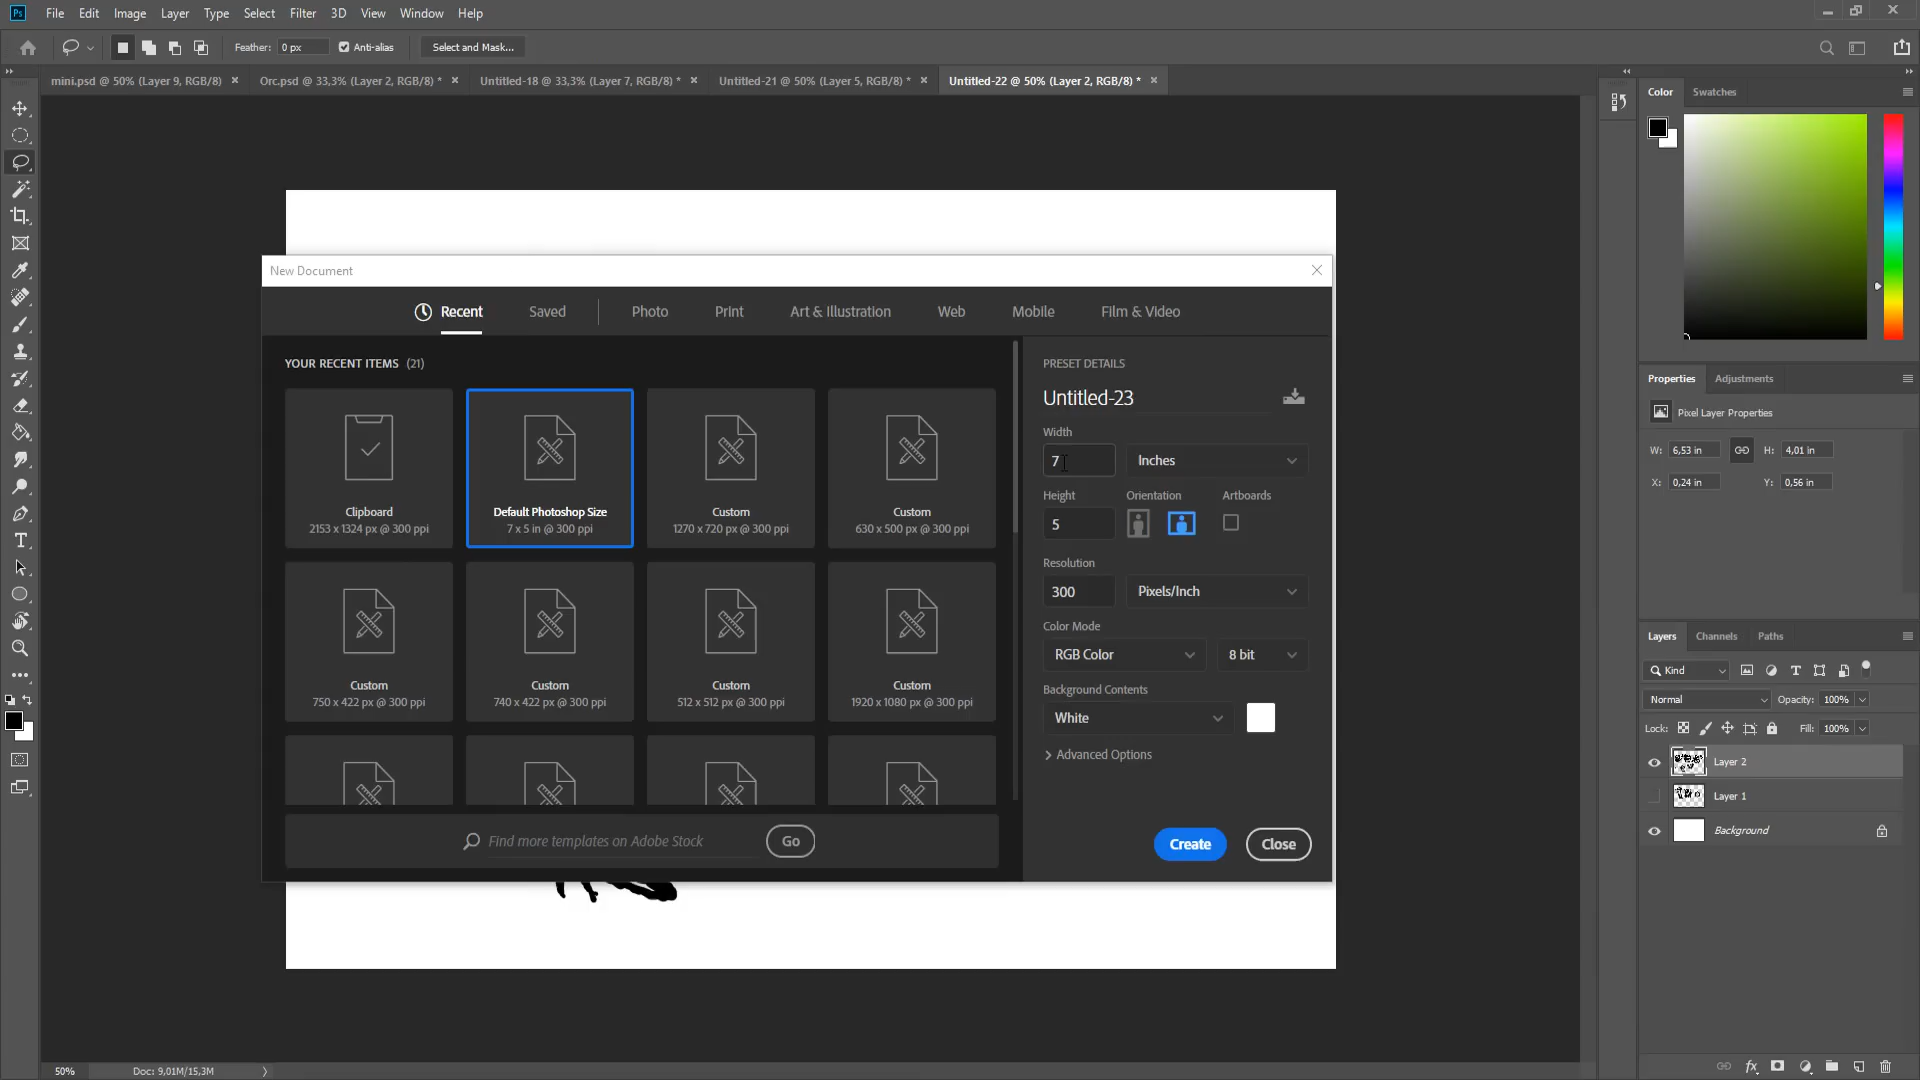 Ps File Edit Image Layer Type Select Filter 3D View Window Help
Feather: 0 px Anti-alias Select and Mask...
mini.psd @ 50% (Layer 9, RGB/8) Orc.psd @ 33,3% (Layer 2, RGB/8) * Untitled-18 @ 33,3% (Layer 7, RGB/8) * Untitled-21 @ 50% (Layer 5, RGB/8) * Untitled-22 @ 50% (Layer 2, RGB/8) *
New Document
Recent Saved Photo Print Art & Illustration Web Mobile Film & Video
YOUR RECENT ITEMS (21)
Clipboard
2153 x 1324 px @ 300 ppi
Default Photoshop Size
7 x 5 in @ 300 ppi
Custom
1270 x 720 px @ 300 ppi
Custom
630 x 500 px @ 300 ppi
Custom
750 x 422 px @ 300 ppi
Custom
740 x 422 px @ 300 ppi
Custom
512 x 512 px @ 300 ppi
Custom
1920 x 1080 px @ 300 ppi
Find more templates on Adobe Stock Go
PRESET DETAILS
Untitled-23
Width
7 Inches
Height Orientation Artboards
5
Resolution
300 Pixels/Inch
Color Mode
RGB Color 8 bit
Background Contents
White
Advanced Options
Create Close
Color Swatches
Properties Adjustments
Pixel Layer Properties
W: 6,53 in H: 4,01 in
X: 0,24 in Y: 0,56 in
Layers Channels Paths
Kind
Normal Opacity: 100%
Lock: Fill: 100%
Layer 2
Layer 1
Background
fx
50% Doc: 9,01M/15,3M